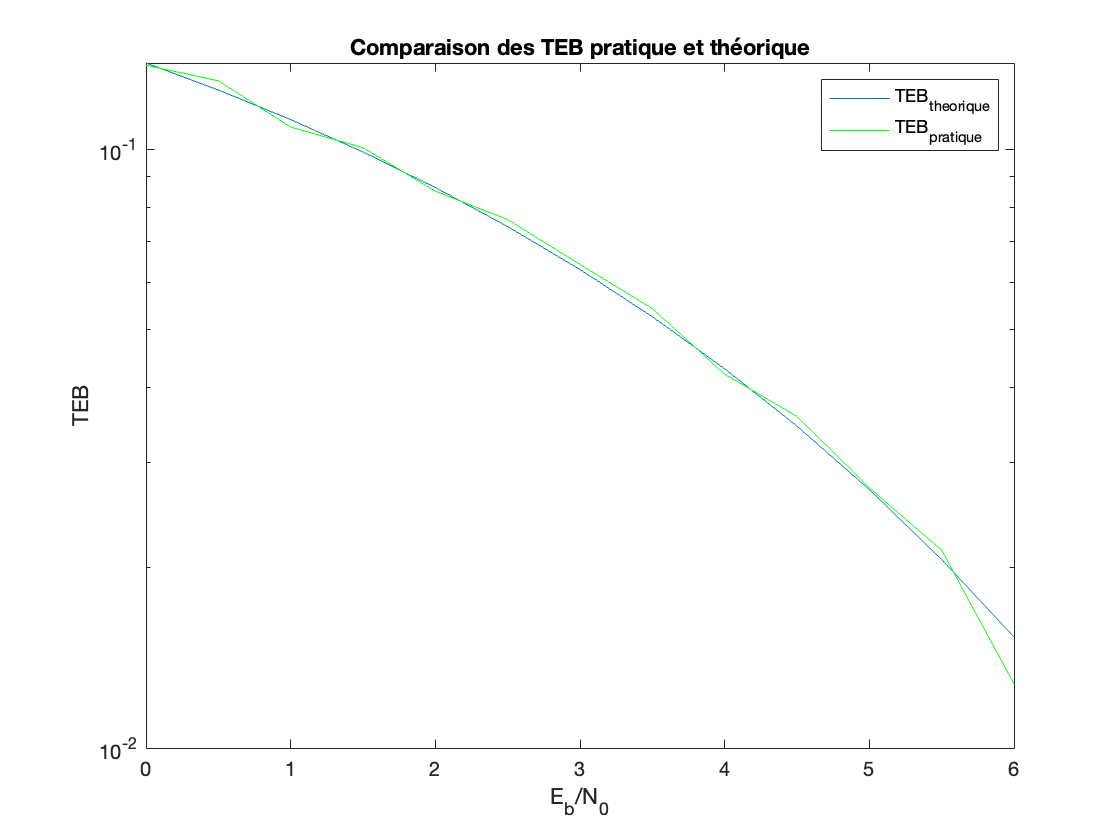 Comparaison des TEB pratique et théorique
TEB_theorique
TEB_pratique
10^-1
TEB
10^-2
0 1 2 3 4 5 6
E_b/N_0